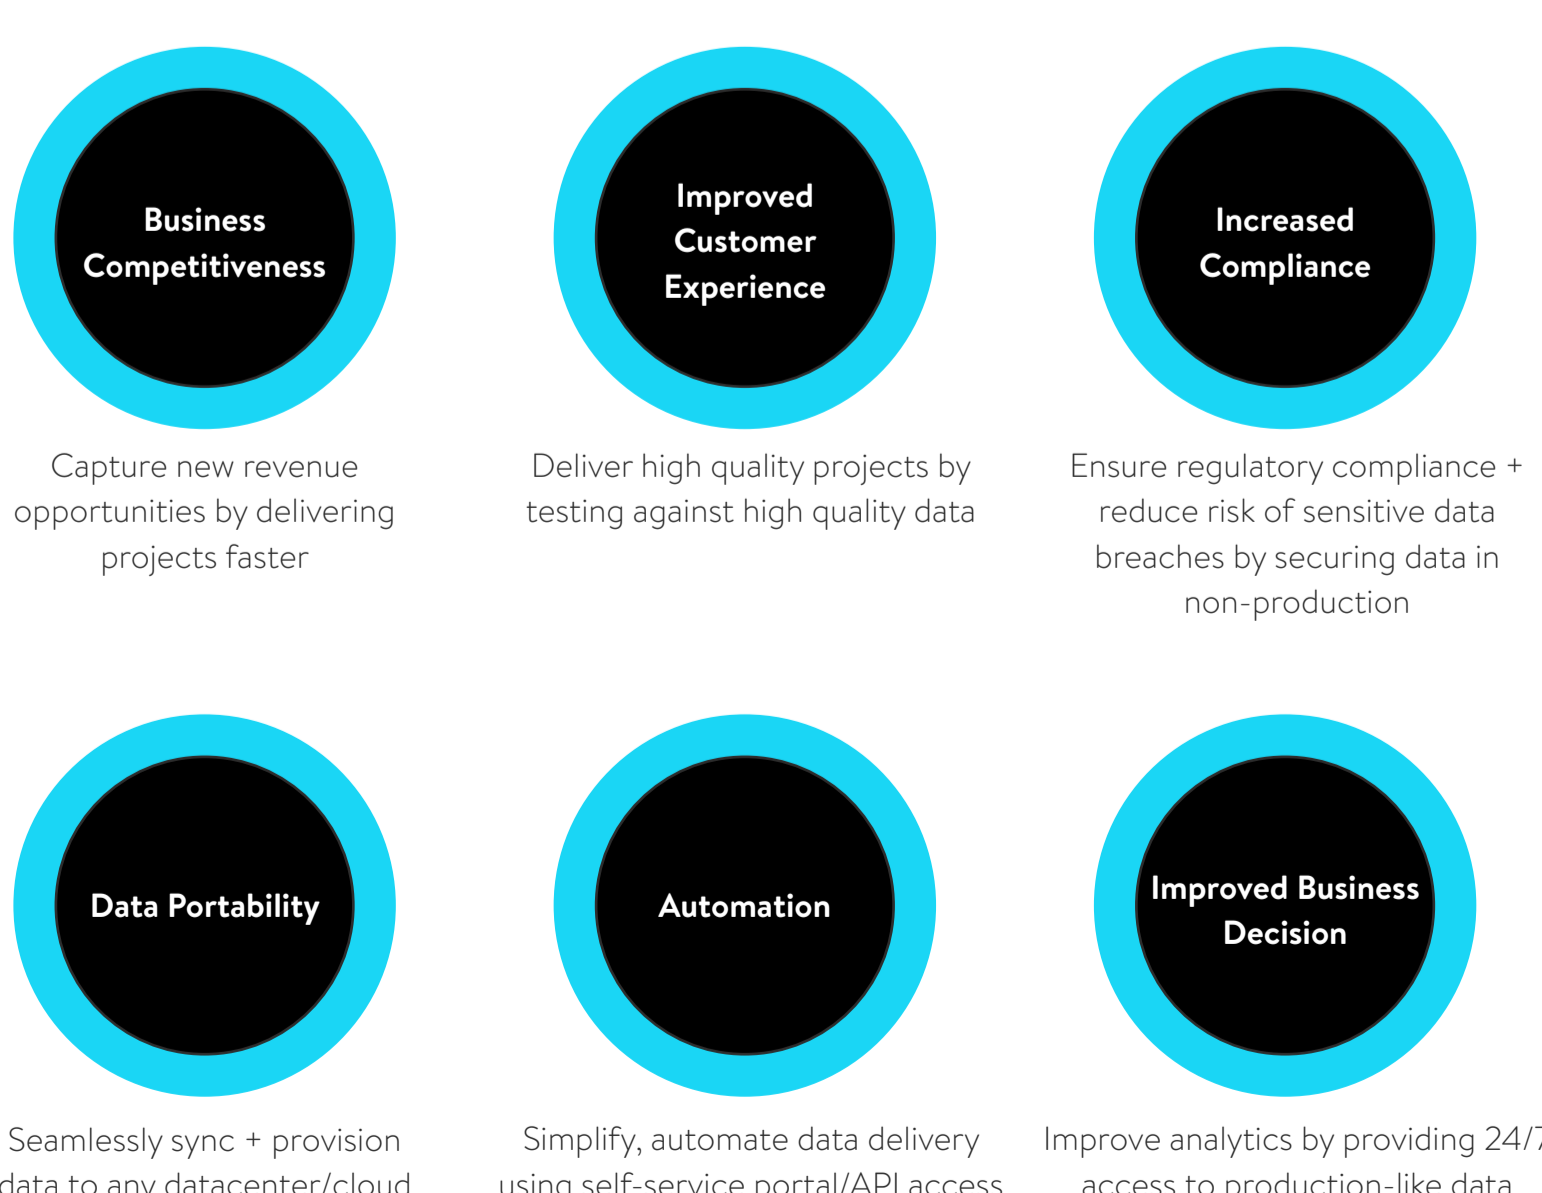 Business
Competitiveness
Capture new revenue
opportunities by delivering
projects faster
Improved
Customer
Experience
Deliver high quality projects by
testing against high quality data
Increased
Compliance
Ensure regulatory compliance +
reduce risk of sensitive data
breaches by securing data in
non-production
Data Portability
Seamlessly sync + provision
data to any datacenter/cloud
Automation
Simplify, automate data delivery
using self-service portal/API access
Improved Business
Decision
Improve analytics by providing 24/7
access to production-like data